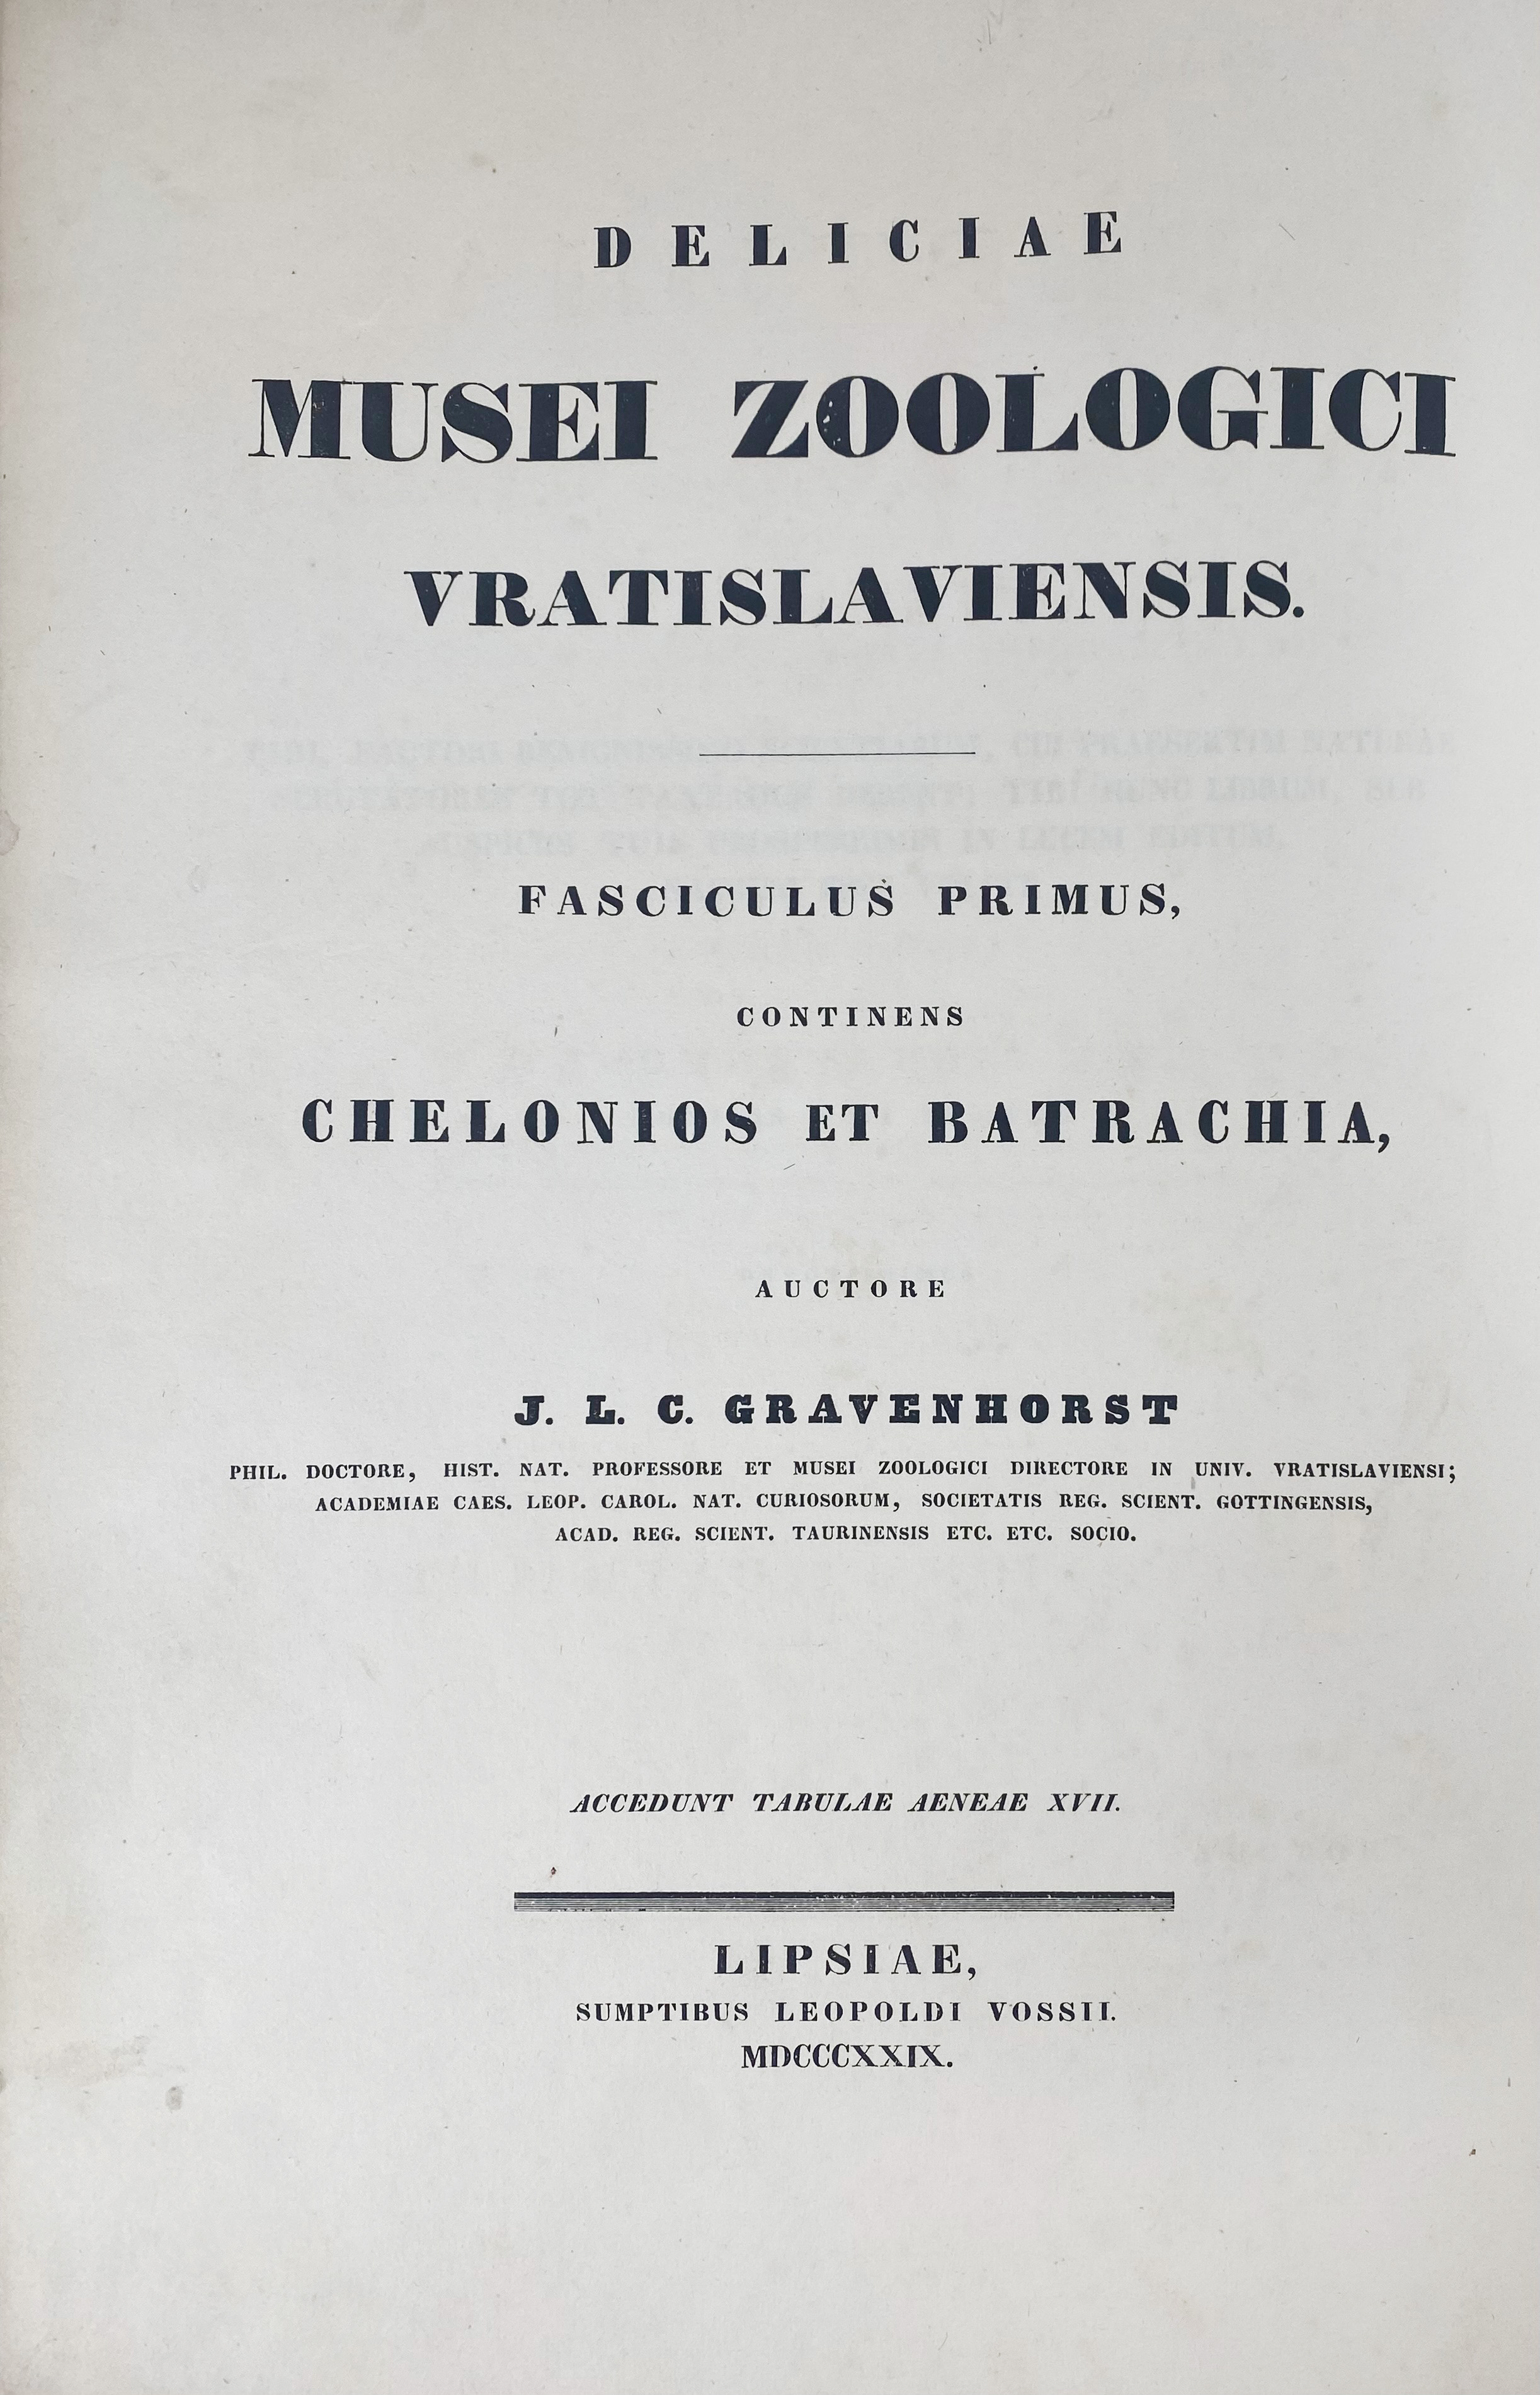 DELICIAE
MUSEI ZOOLOGICI
VRATISLAVIENSIS.
FASCICULUS PRIMUS,
CONTINENS
CHELONIOS ET BATRACHIA,
AUCTORE
J. L. C. GRAVENHORST
PHIL. DOCTORE, HIST. NAT. PROFESSORE ET MUSEI ZOOLOGICI DIRECTORE IN UNIV. VRATISLAVIENSI;
ACADEMIAE CAES. LEOP. CAROL. NAT. CURIOSORUM, SOCIETATIS REG. SCIENT. GOTTINGENSIS,
ACAD. REG. SCIENT. TAURINENSIS ETC. ETC. SOCIO.
ACCEDUNT TABULAE AENEAE XVII.
LIPSIAE,
SUMPTIBUS LEOPOLDI VOSSII.
MDCCCXXIX.